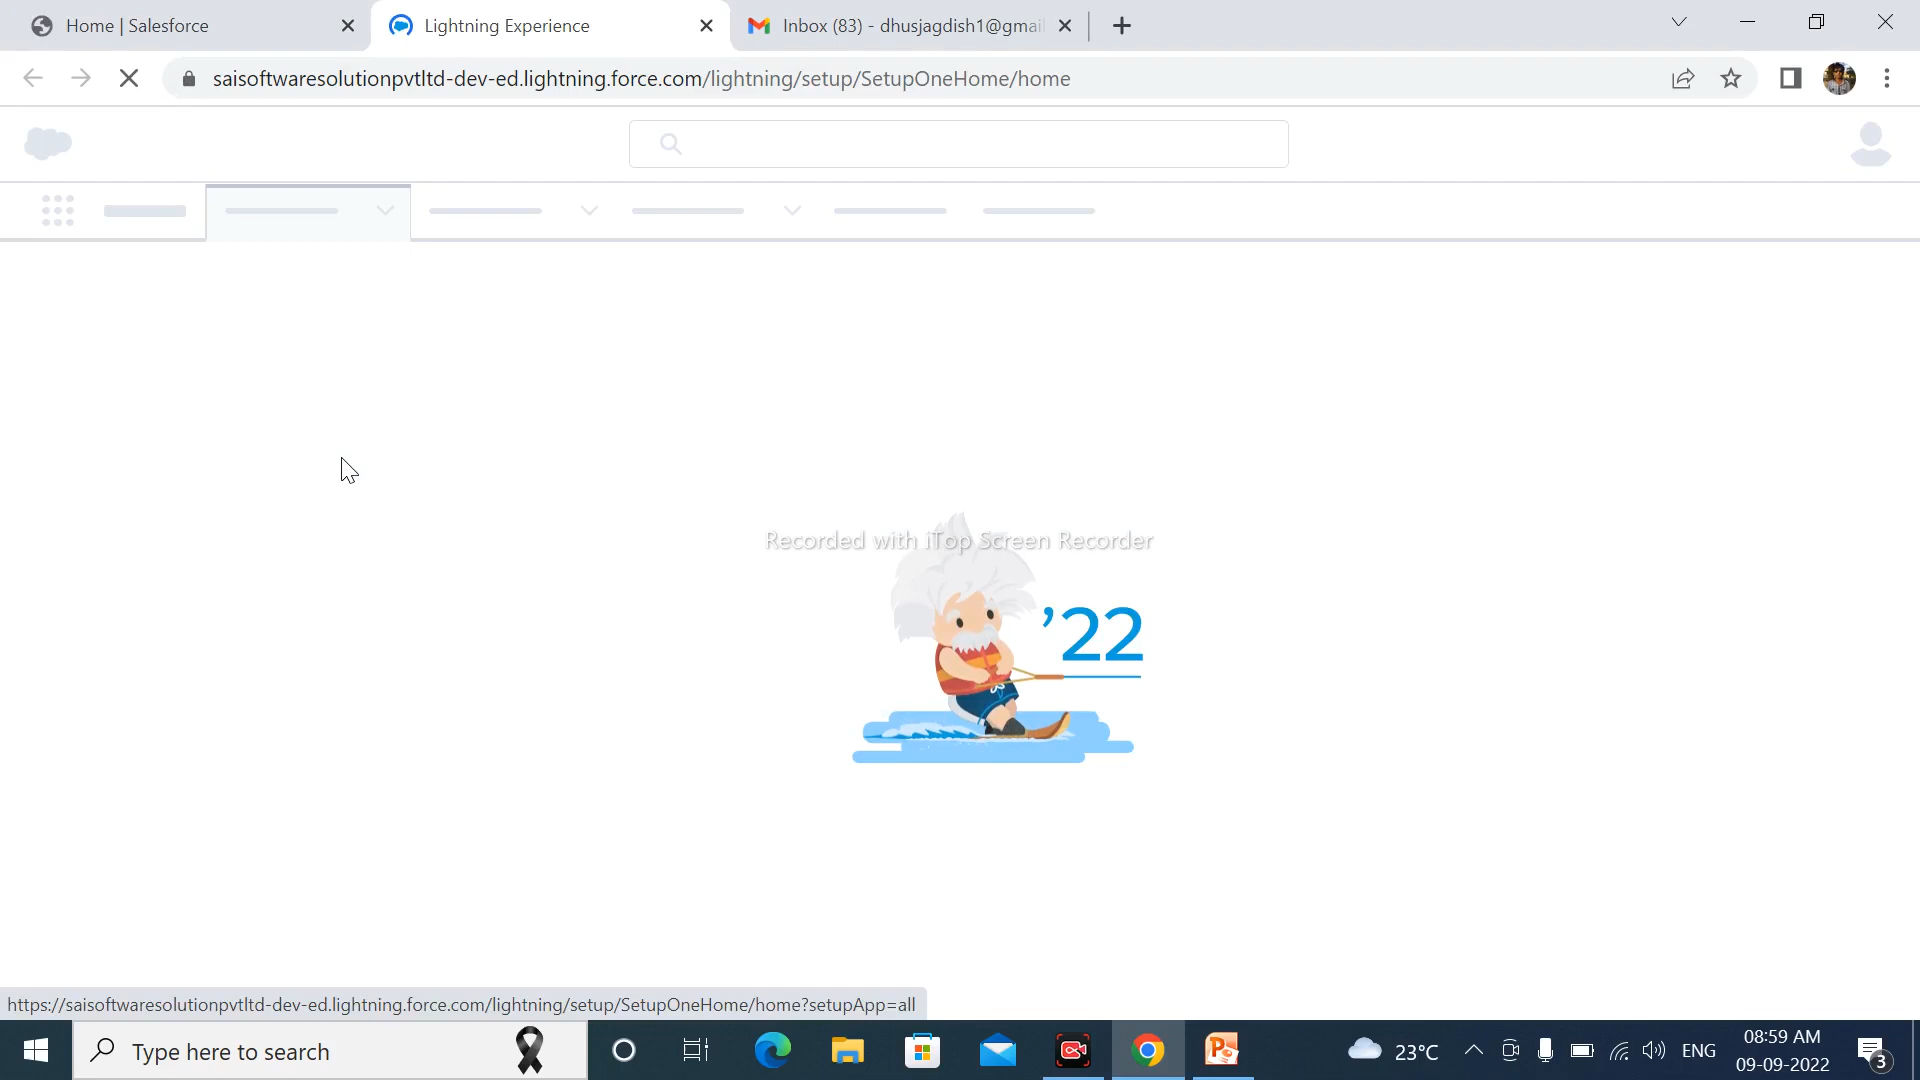 Home | Salesforce
Lightning Experience
Inbox (83) - dhusjagdish1@gmai
saisoftwaresolutionpvtltd-dev-ed.lightning.force.com/lightning/setup/SetupOneHome/home
Recorded with iTop Screen Recorder
’22
https://saisoftwaresolutionpvtltd-dev-ed.lightning.force.com/lightning/setup/SetupOneHome/home?setupApp=all
Type here to search
23°C
ENG
08:59 AM
09-09-2022
3